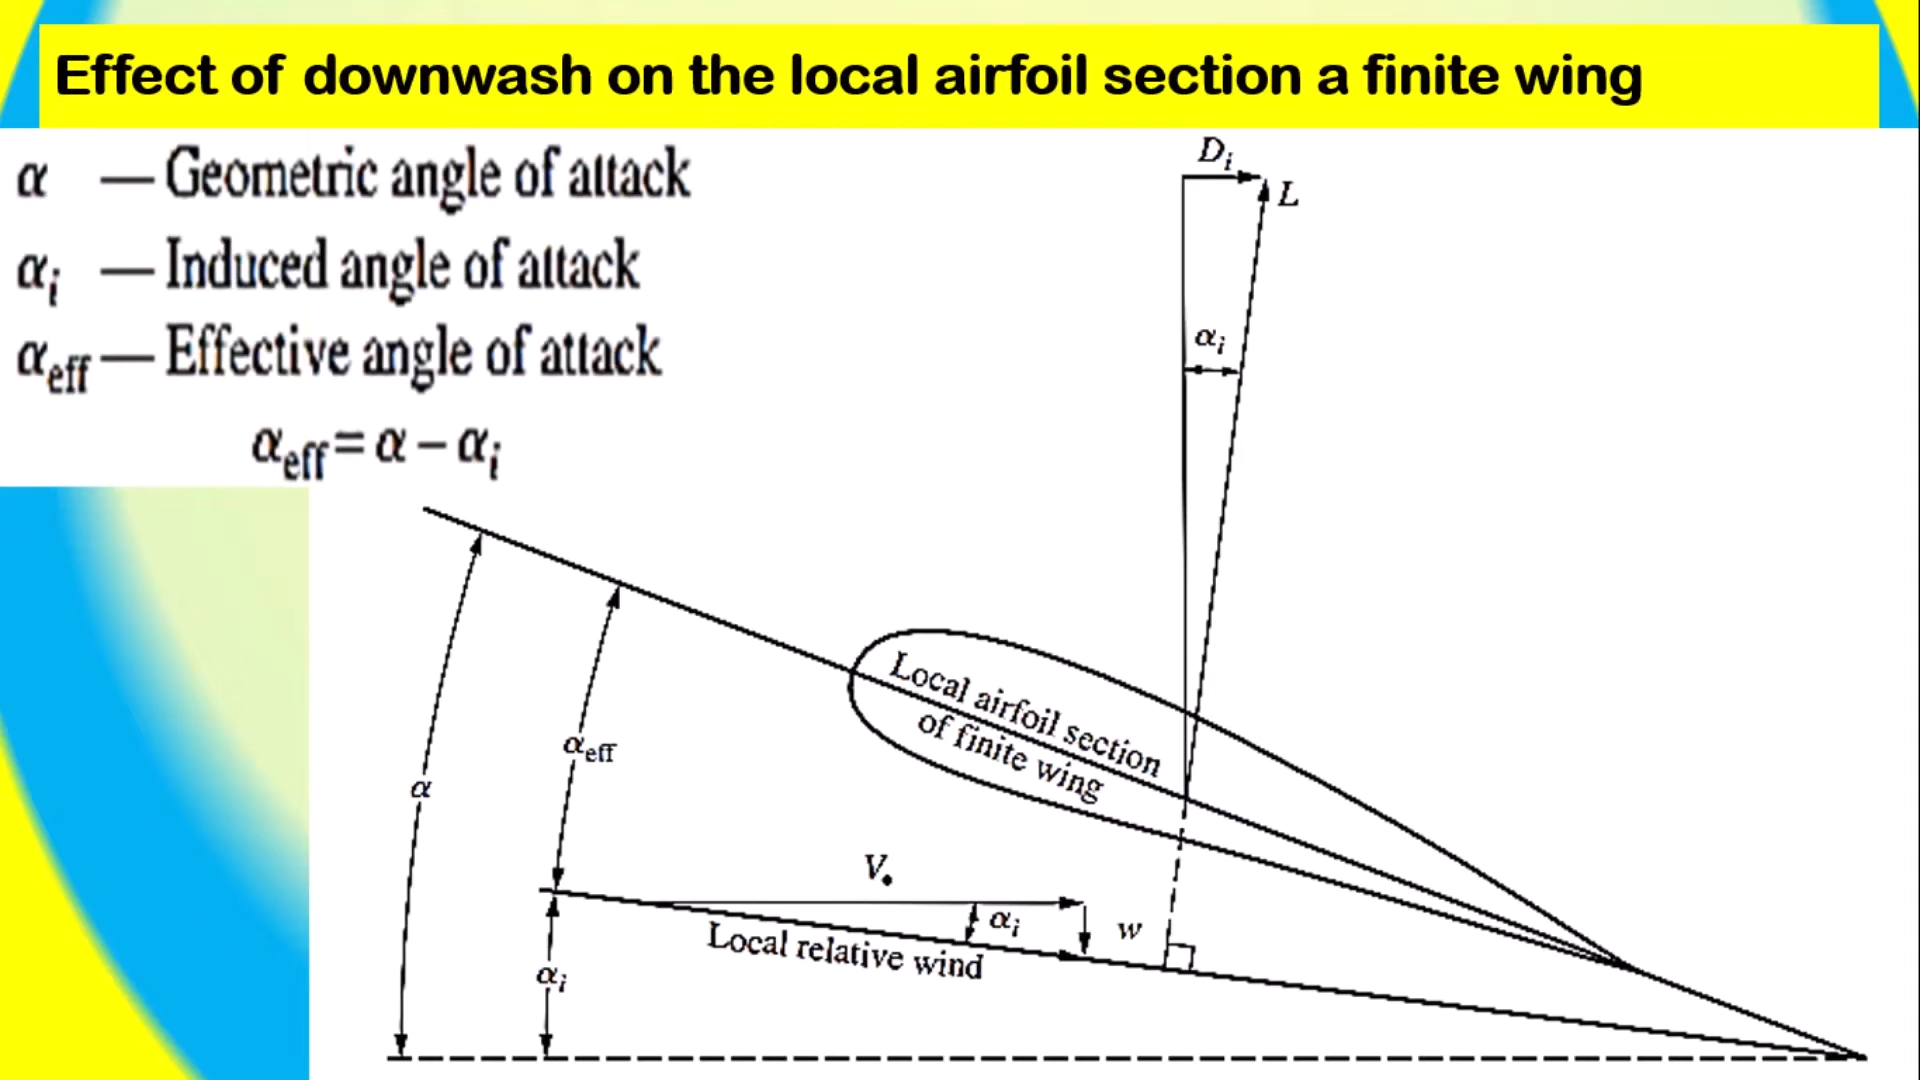 Effect of downwash on the local airfoil section a finite wing
α — Geometric angle of attack
αi — Induced angle of attack
αeff — Effective angle of attack
αeff = α − αi
Di
L
αi
Local airfoil section
of finite wing
αeff
α
V•
αi
w
Local relative wind
αi